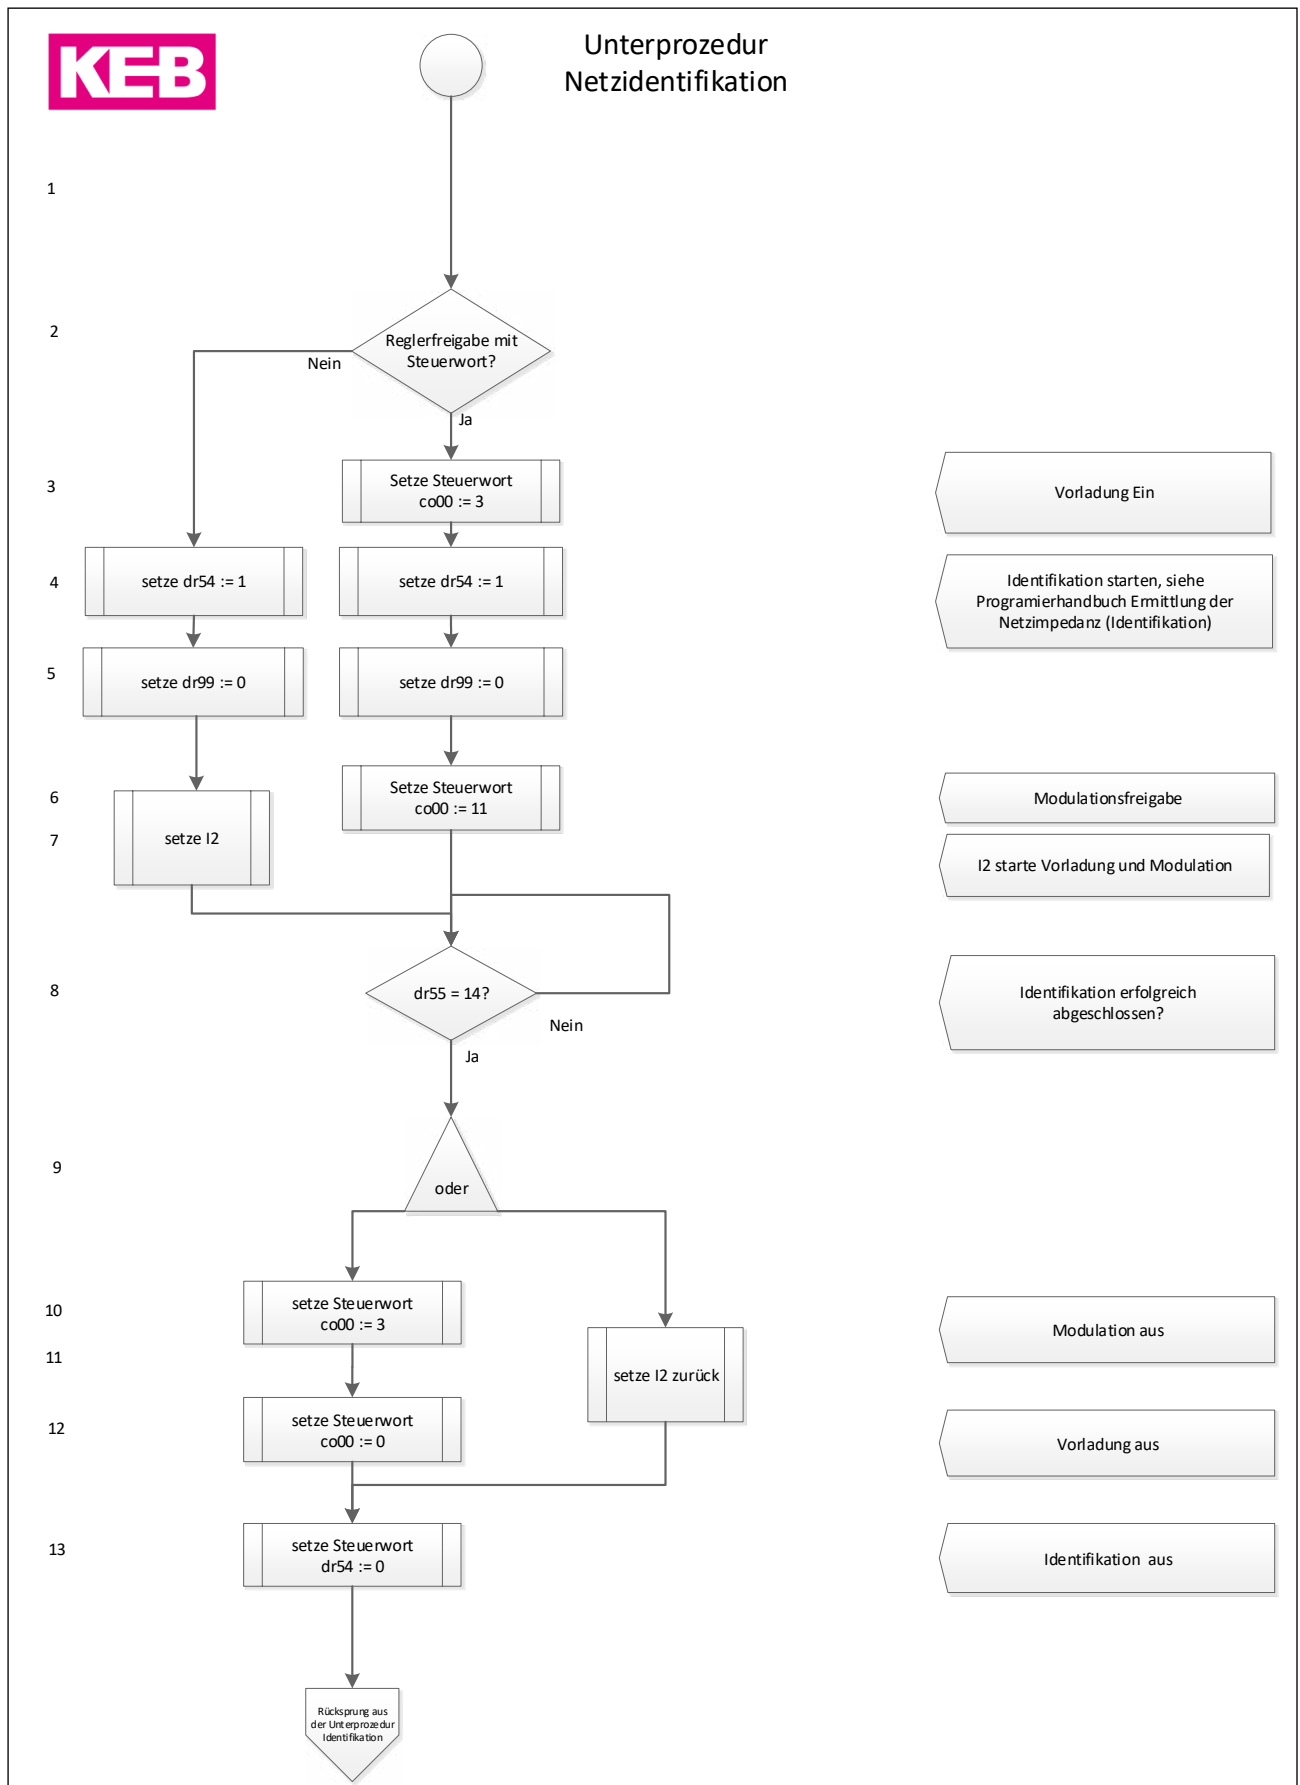 KEB
Unterprozedur
Netzidentifikation
1
2
Reglerfreigabe mit
Steuerwort?
Nein
Ja
3
Setze Steuerwort
co00 := 3
Vorladung Ein
4
setze dr54 := 1
setze dr54 := 1
Identifikation starten, siehe
Programierhandbuch Ermittlung der
Netzimpedanz (Identifikation)
5
setze dr99 := 0
setze dr99 := 0
6
Setze Steuerwort
co00 := 11
Modulationsfreigabe
7
setze I2
I2 starte Vorladung und Modulation
8
dr55 = 14?
Nein
Ja
Identifikation erfolgreich
abgeschlossen?
9
oder
10
setze Steuerwort
co00 := 3
Modulation aus
11
setze I2 zurück
12
setze Steuerwort
co00 := 0
Vorladung aus
13
setze Steuerwort
dr54 := 0
Identifikation aus
Rücksprung aus
der Unterprozedur
Identifikation